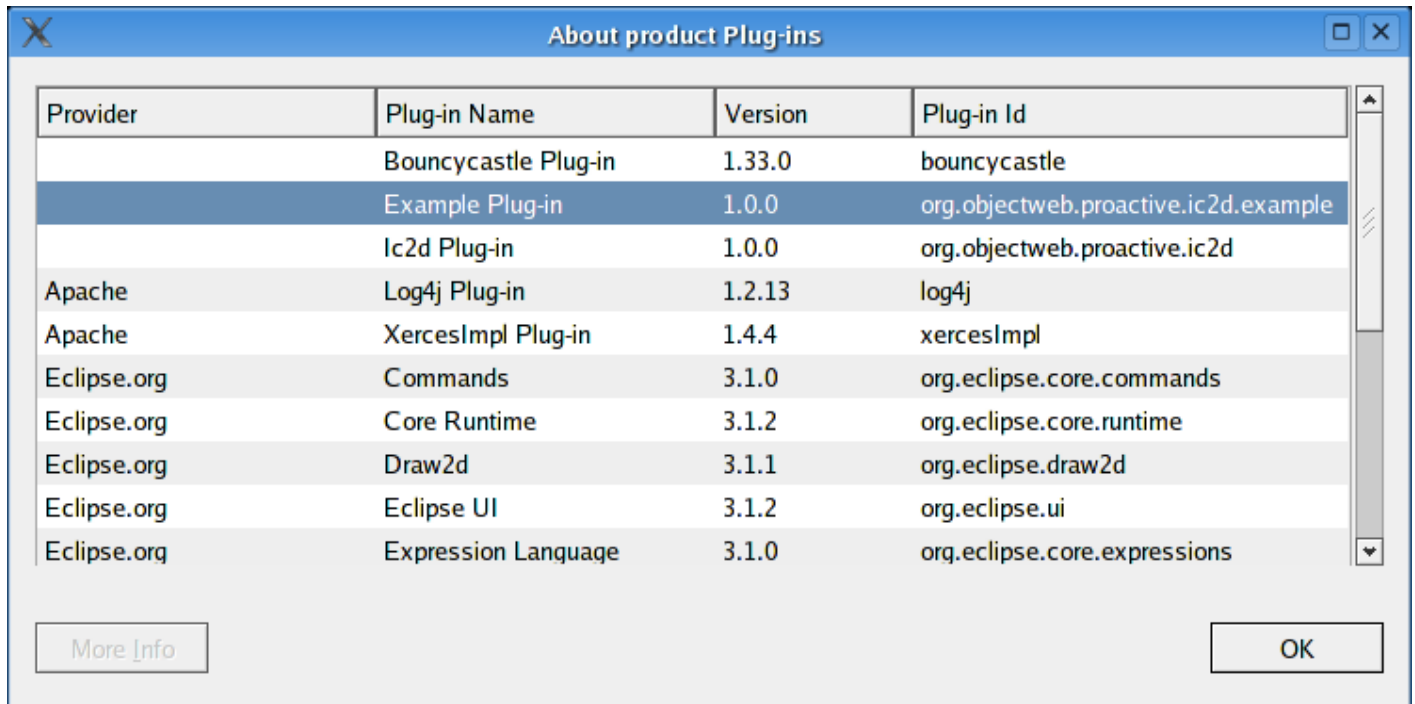 About product Plug-ins
Provider Plug-in Name Version Plug-in Id
Bouncycastle Plug-in 1.33.0 bouncycastle
Example Plug-in 1.0.0 org.objectweb.proactive.ic2d.example
Ic2d Plug-in 1.0.0 org.objectweb.proactive.ic2d
Apache Log4j Plug-in 1.2.13 log4j
Apache XercesImpl Plug-in 1.4.4 xercesImpl
Eclipse.org Commands 3.1.0 org.eclipse.core.commands
Eclipse.org Core Runtime 3.1.2 org.eclipse.core.runtime
Eclipse.org Draw2d 3.1.1 org.eclipse.draw2d
Eclipse.org Eclipse UI 3.1.2 org.eclipse.ui
Eclipse.org Expression Language 3.1.0 org.eclipse.core.expressions
More Info OK